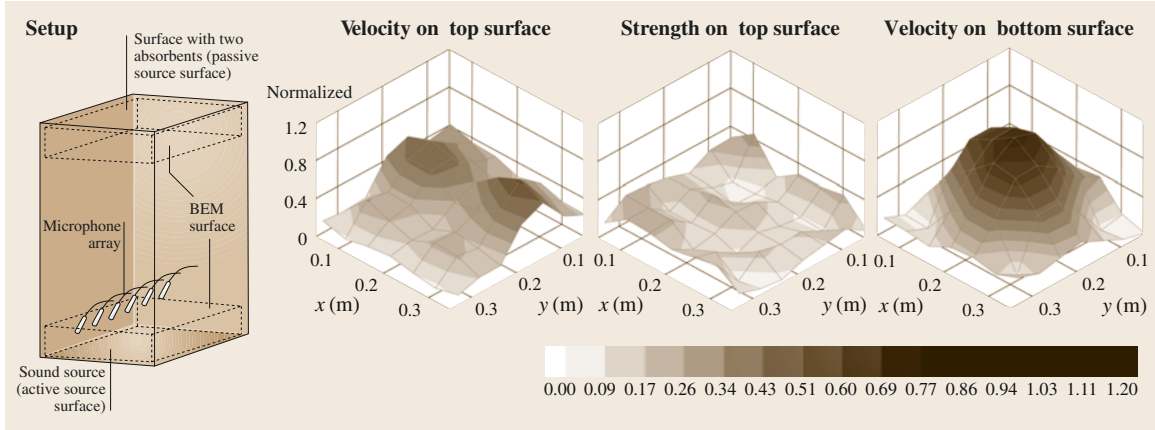 Setup
Surface with two
absorbents (passive
source surface)
Microphone
array
BEM
surface
Sound source
(active source
surface)
Velocity on top surface
Normalized
1.2
0.8
0.4
0
0.1
0.2
0.3
x (m)
0.1
0.2
0.3
y (m)
Strength on top surface
0.1
0.2
0.3
x (m)
0.1
0.2
0.3
y (m)
Velocity on bottom surface
0.1
0.2
0.3
x (m)
0.1
0.2
0.3
y (m)
0.00 0.09 0.17 0.26 0.34 0.43 0.51 0.60 0.69 0.77 0.86 0.94 1.03 1.11 1.20